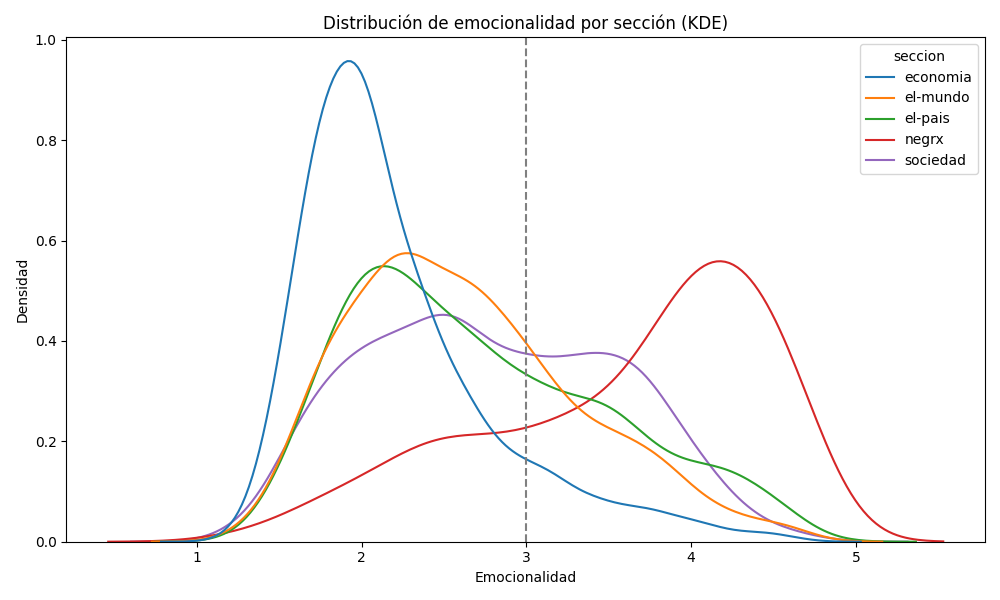 Distribución de emocionalidad por sección (KDE)
1.0
0.8
0.6
0.4
0.2
0.0
Densidad
1
2
3
4
5
Emocionalidad
seccion
economia
el-mundo
el-pais
negrx
sociedad